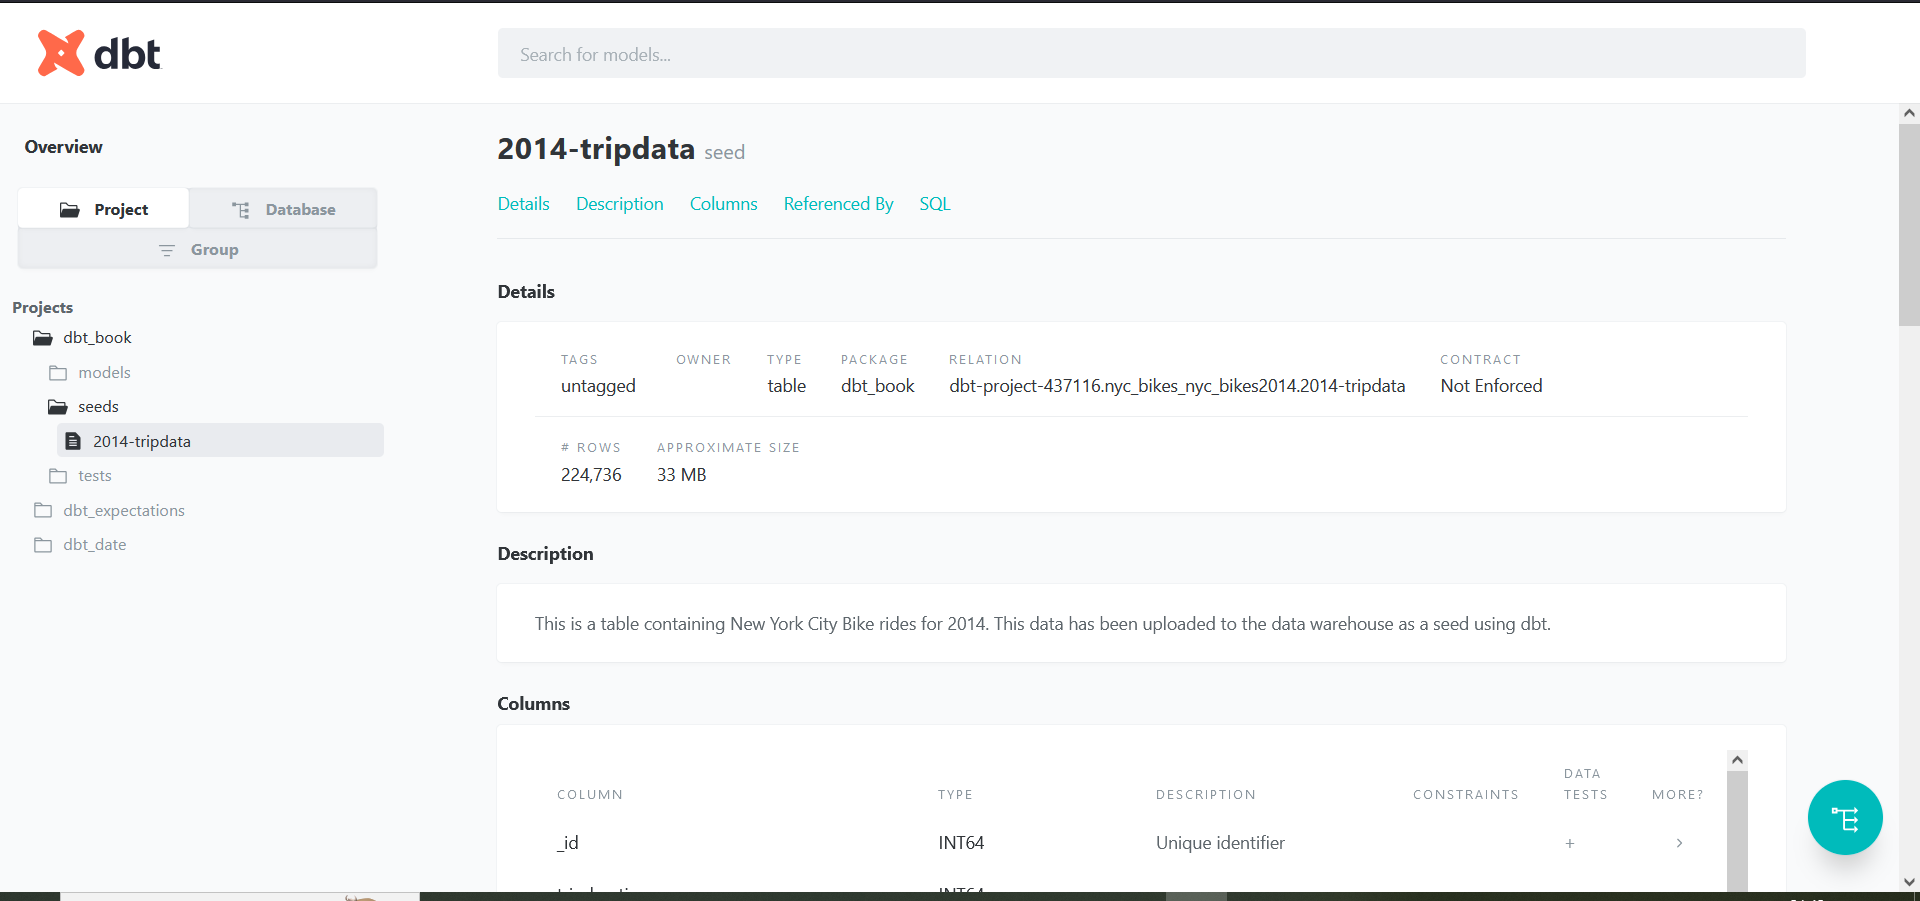 dbt
Search for models...
Overview
Project
Database
Group
Projects
dbt_book
models
seeds
2014-tripdata
tests
dbt_expectations
dbt_date
2014-tripdata seed
Details Description Columns Referenced By SQL
Details
TAGS OWNER TYPE PACKAGE RELATION CONTRACT
untagged table dbt_book dbt-project-437116.nyc_bikes_nyc_bikes2014.2014-tripdata Not Enforced
# ROWS APPROXIMATE SIZE
224,736 33 MB
Description
This is a table containing New York City Bike rides for 2014. This data has been uploaded to the data warehouse as a seed using dbt.
Columns
COLUMN TYPE DESCRIPTION CONSTRAINTS DATA TESTS MORE?
_id INT64 Unique identifier +
INT64